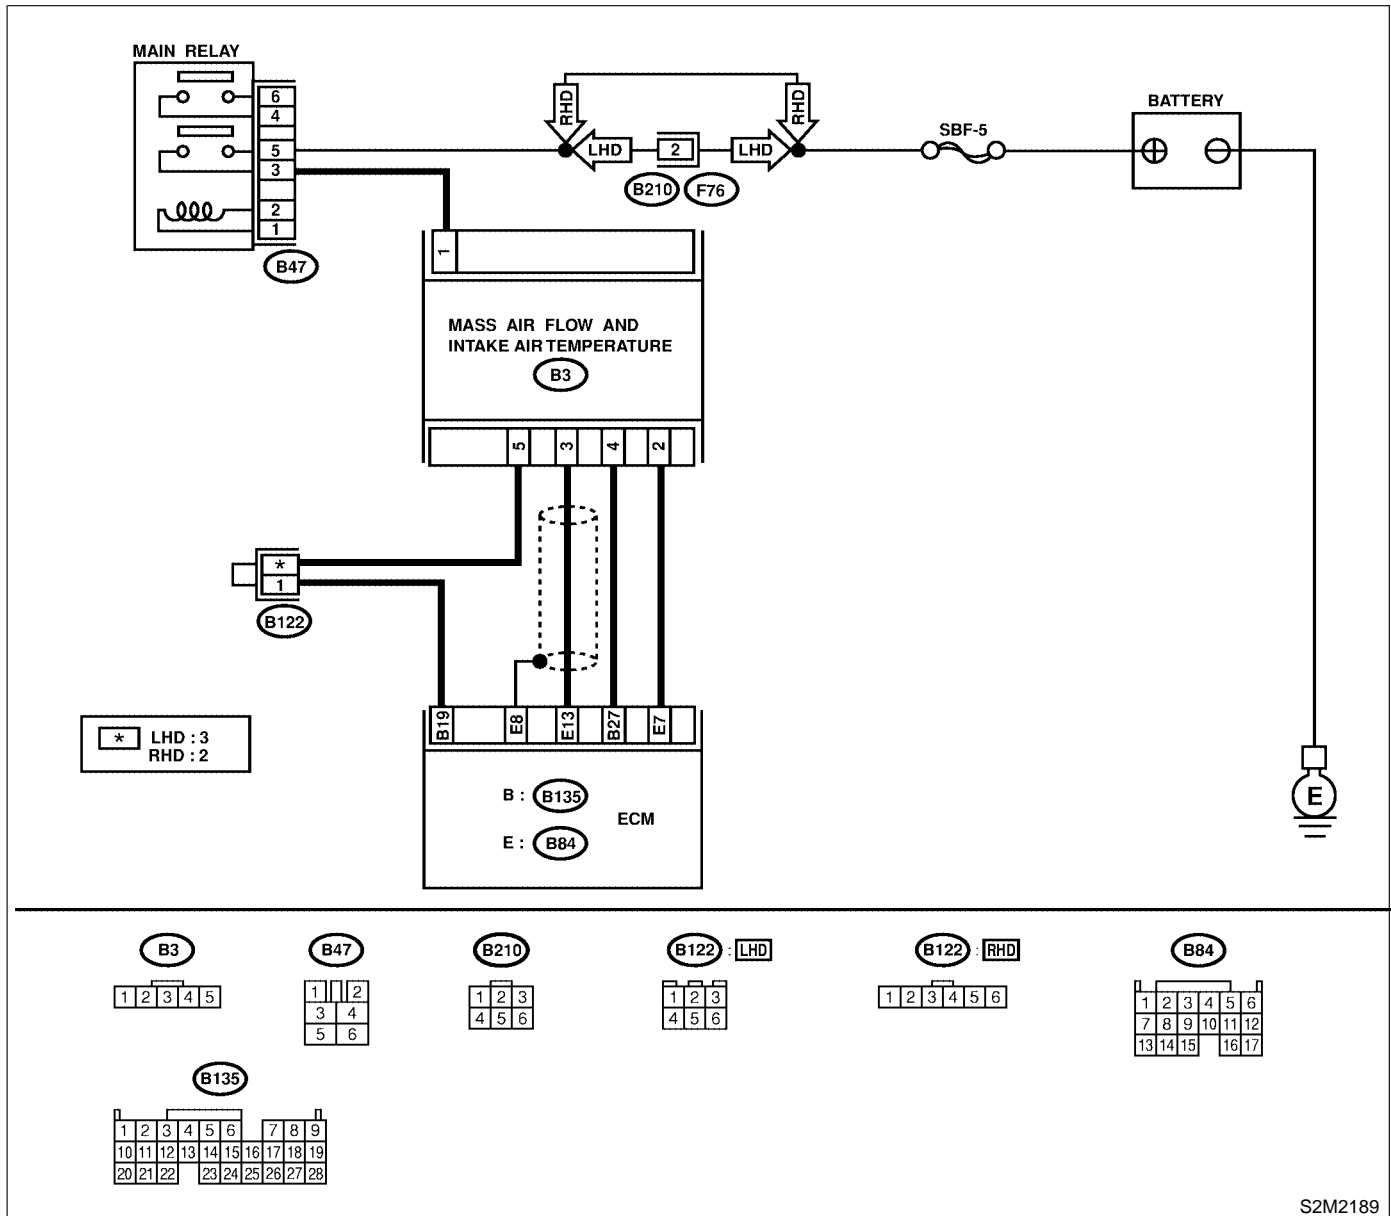 MAIN RELAY
6
4
5
3
2
1
B47
RHD
RHD
LHD
2
LHD
B210
F76
SBF-5
BATTERY
1
MASS AIR FLOW AND
INTAKE AIR TEMPERATURE
B3
5
3
4
2
*
1
B122
B19
E8
E13
B27
E7
* LHD : 3
RHD : 2
B : B135
E : B84
ECM
E
B3
1 2 3 4 5
B47
1 2
3 4
5 6
B210
1 2 3
4 5 6
B122 : LHD
1 2 3
4 5 6
B122 : RHD
1 2 3 4 5 6
B84
1 2 3 4 5 6
7 8 9 10 11 12
13 14 15 16 17
B135
1 2 3 4 5 6 7 8 9
10 11 12 13 14 15 16 17 18 19
20 21 22 23 24 25 26 27 28
S2M2189